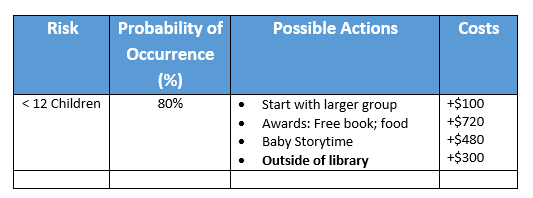 Risk
Probability of
Occurrence
(%)
Possible Actions
Costs
< 12 Children
80%
• Start with larger group
• Awards: Free book; food
• Baby Storytime
• Outside of library
+$100
+$720
+$480
+$300